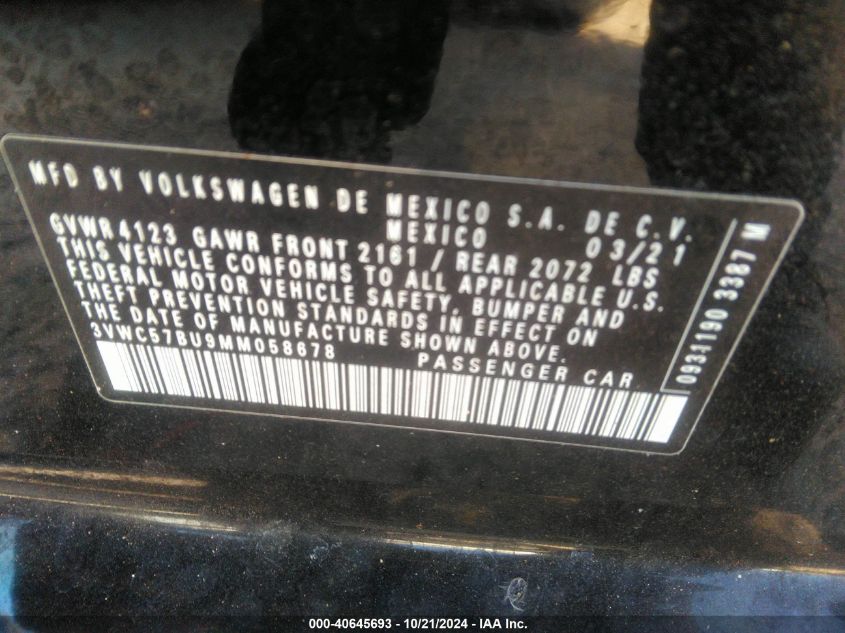 MFD BY VOLKSWAGEN DE MEXICO S.A. DE C.V.
MEXICO 03/21
GVWR 4123 GAWR FRONT 2161 / REAR 2072 LBS
THIS VEHICLE CONFORMS TO ALL APPLICABLE U.S.
FEDERAL MOTOR VEHICLE SAFETY, BUMPER AND
THEFT PREVENTION STANDARDS IN EFFECT ON
THE DATE OF MANUFACTURE SHOWN ABOVE.
3VWC57BU9MM058678 PASSENGER CAR
0931190 3387 M
000-40645693 - 10/21/2024 - IAA Inc.